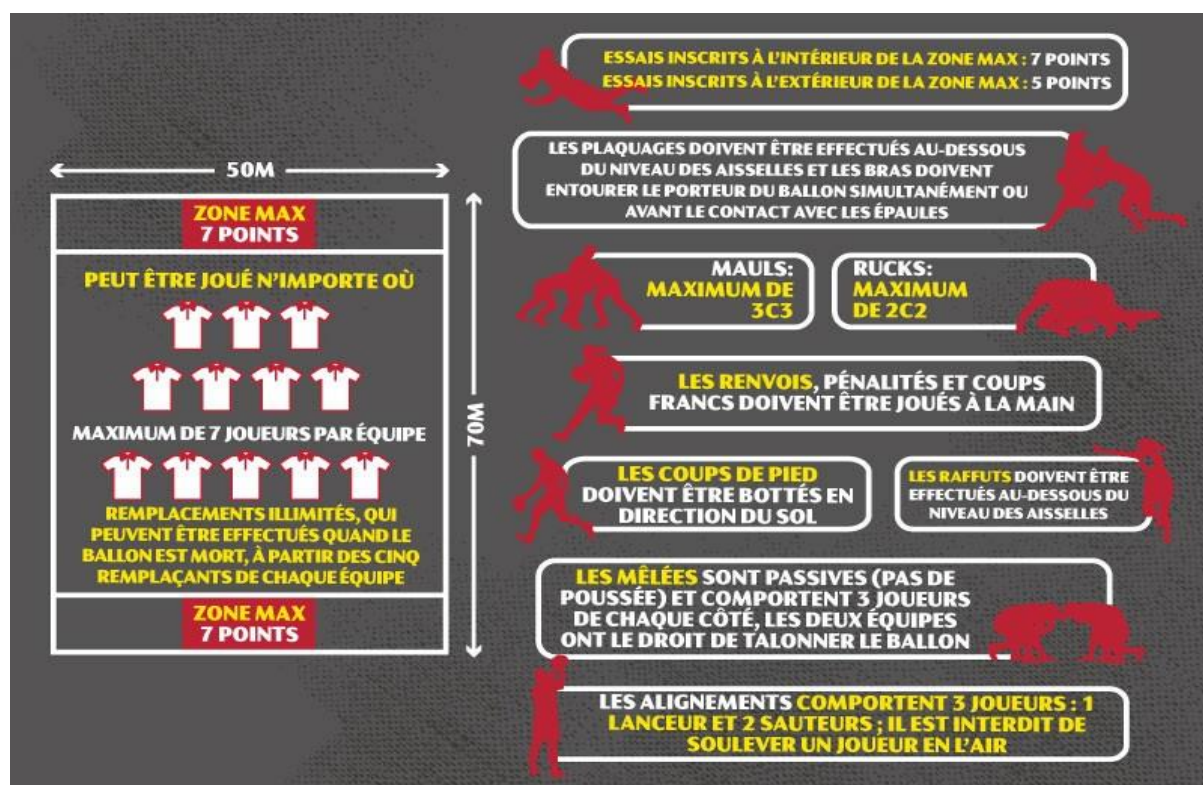 50M
ZONE MAX
7 POINTS
PEUT ÊTRE JOUÉ N'IMPORTE OÙ
MAXIMUM DE 7 JOUEURS PAR ÉQUIPE
REMPLACEMENTS ILLIMITÉS, QUI
PEUVENT ÊTRE EFFECTUÉS QUAND LE
BALLON EST MORT, À PARTIR DES CINQ
REMPLAÇANTS DE CHAQUE ÉQUIPE
ZONE MAX
7 POINTS
70M
ESSAIS INSCRITS À L'INTÉRIEUR DE LA ZONE MAX : 7 POINTS
ESSAIS INSCRITS À L'EXTÉRIEUR DE LA ZONE MAX : 5 POINTS
LES PLAQUAGES DOIVENT ÊTRE EFFECTUÉS AU-DESSOUS
DU NIVEAU DES AISSELLES ET LES BRAS DOIVENT
ENTOURER LE PORTEUR DU BALLON SIMULTANÉMENT OU
AVANT LE CONTACT AVEC LES ÉPAULES
MAULS:
MAXIMUM DE
3C3
RUCKS:
MAXIMUM
DE 2C2
LES RENVOIS, PÉNALITÉS ET COUPS
FRANCS DOIVENT ÊTRE JOUÉS À LA MAIN
LES COUPS DE PIED
DOIVENT ÊTRE BOTTÉS EN
DIRECTION DU SOL
LES RAFFUTS DOIVENT ÊTRE
EFFECTUÉS AU-DESSOUS DU
NIVEAU DES AISSELLES
LES MÊLÉES SONT PASSIVES (PAS DE
POUSSÉE) ET COMPORTENT 3 JOUEURS
DE CHAQUE CÔTÉ, LES DEUX ÉQUIPES
ONT LE DROIT DE TALONNER LE BALLON
LES ALIGNEMENTS COMPORTENT 3 JOUEURS : 1
LANCEUR ET 2 SAUTEURS ; IL EST INTERDIT DE
SOULEVER UN JOUEUR EN L'AIR